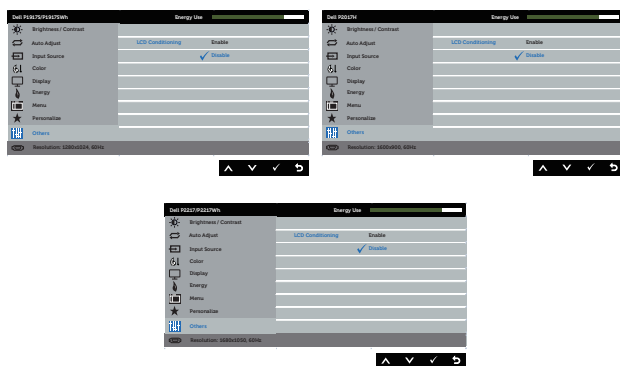 Dell P1917S/P1917SWh Energy Use
Brightness / Contrast
Auto Adjust LCD Conditioning Enable
Input Source Disable
Color
Display
Energy
Menu
Personalize
Others
Resolution: 1280x1024, 60Hz
Dell P2017H Energy Use
Brightness / Contrast
Auto Adjust LCD Conditioning Enable
Input Source Disable
Color
Display
Energy
Menu
Personalize
Others
Resolution: 1600x900, 60Hz
Dell P2217/P2217Wh Energy Use
Brightness / Contrast
Auto Adjust LCD Conditioning Enable
Input Source Disable
Color
Display
Energy
Menu
Personalize
Others
Resolution: 1680x1050, 60Hz